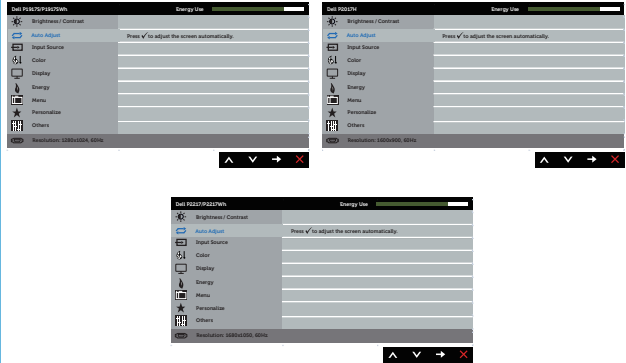 Dell P1917S/P1917SWh Energy Use
Brightness / Contrast
Auto Adjust Press ✓ to adjust the screen automatically.
Input Source
Color
Display
Energy
Menu
Personalize
Others
Resolution: 1280x1024, 60Hz
Dell P2017H Energy Use
Brightness / Contrast
Auto Adjust Press ✓ to adjust the screen automatically.
Input Source
Color
Display
Energy
Menu
Personalize
Others
Resolution: 1600x900, 60Hz
Dell P2217/P2217Wh Energy Use
Brightness / Contrast
Auto Adjust Press ✓ to adjust the screen automatically.
Input Source
Color
Display
Energy
Menu
Personalize
Others
Resolution: 1680x1050, 60Hz